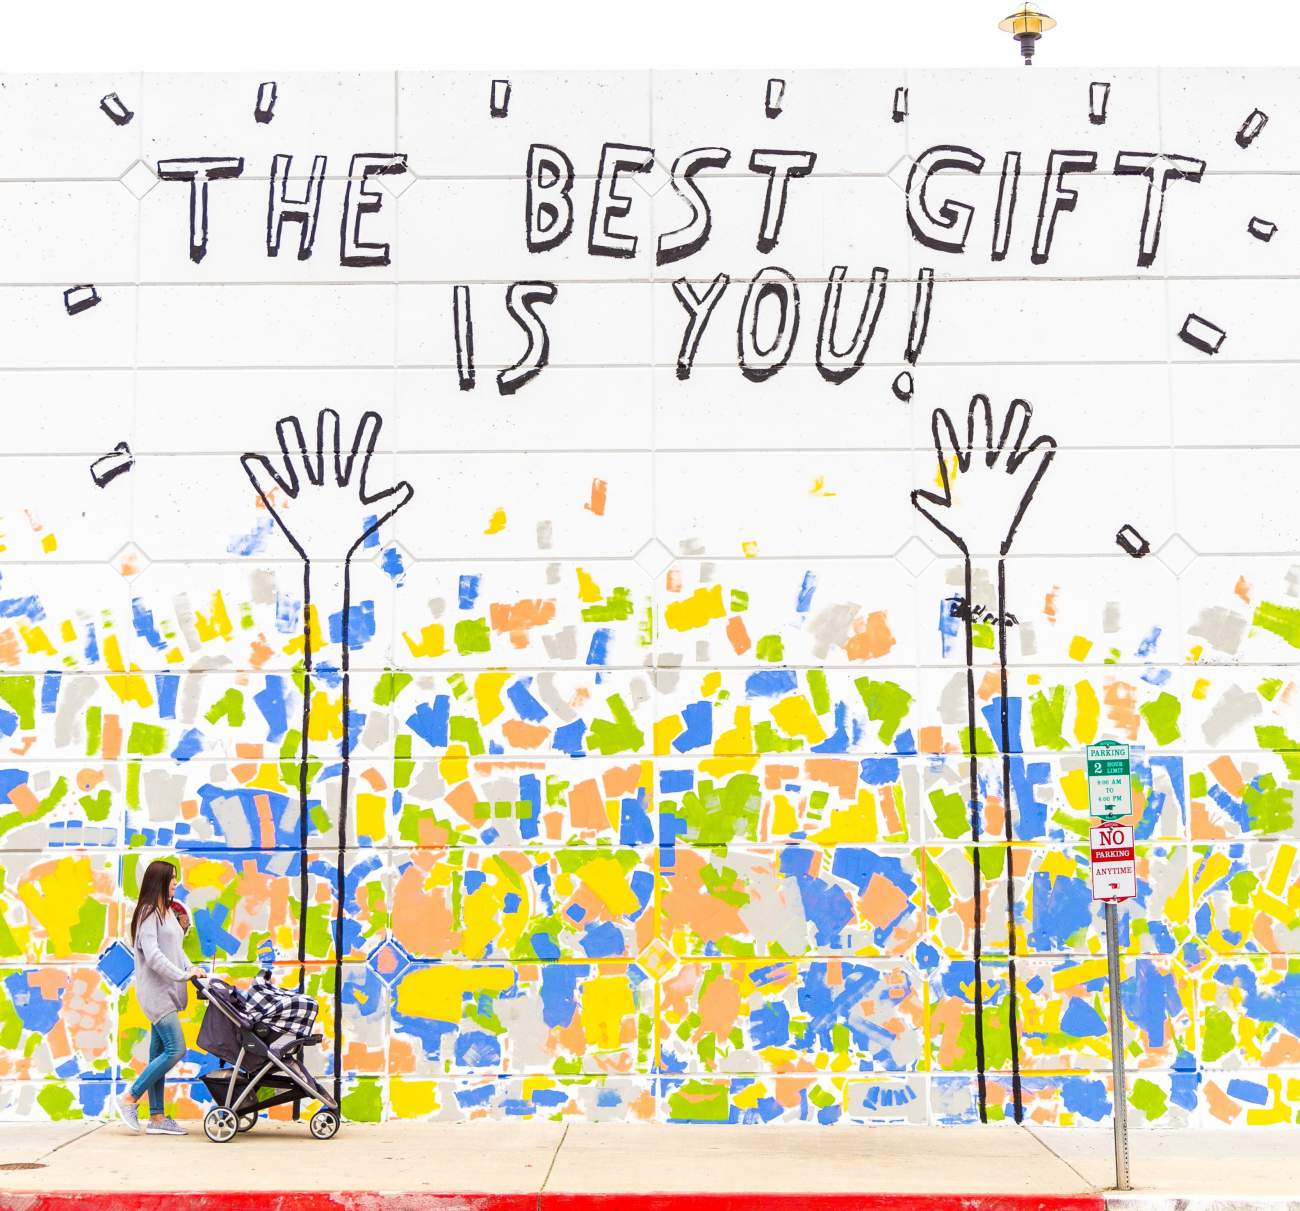 THE BEST GIFT
IS YOU!
PARKING
2 HOUR
LIMIT
9:00 AM
TO
6:00 PM
NO
PARKING
ANYTIME